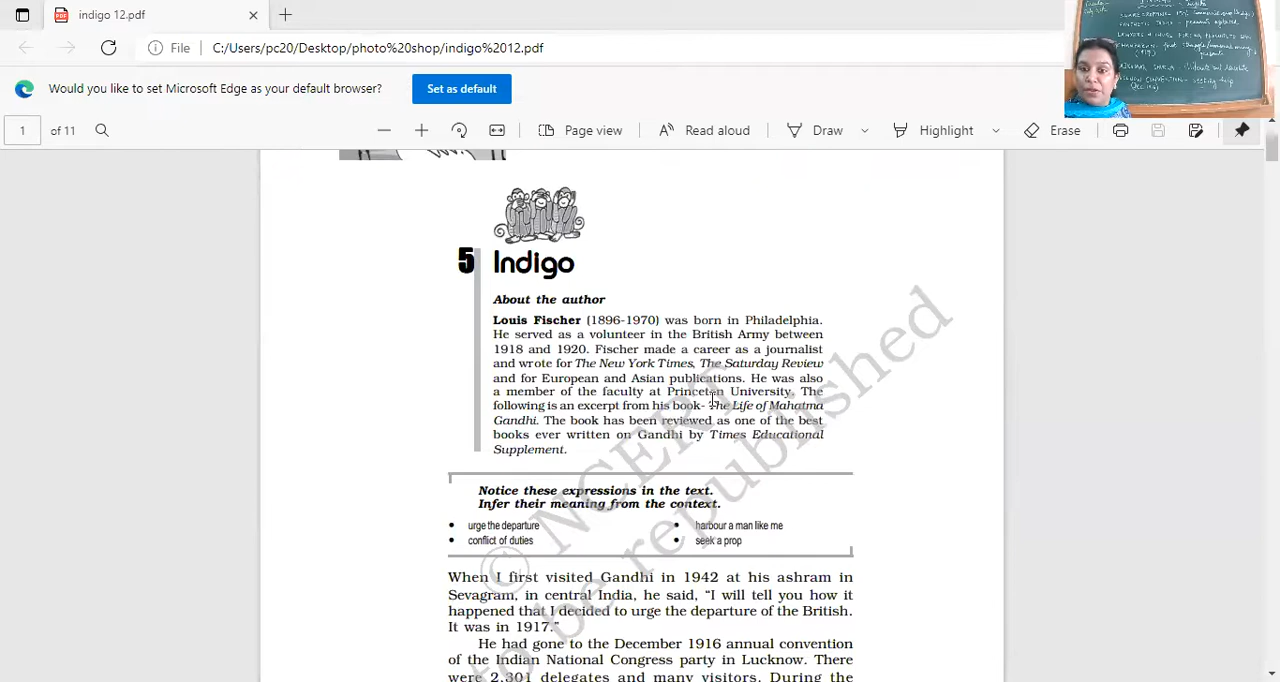 indigo 12.pdf
File
C:/Users/pc20/Desktop/photo%20shop/indigo%2012.pdf
Would you like to set Microsoft Edge as your default browser?
Set as default
1 of 11
Page view
Read aloud
Draw
Highlight
Erase
5 Indigo
About the author
Louis Fischer (1896-1970) was born in Philadelphia.
He served as a volunteer in the British Army between
1918 and 1920. Fischer made a career as a journalist
and wrote for The New York Times, The Saturday Review
and for European and Asian publications. He was also
a member of the faculty at Princeton University. The
following is an excerpt from his book- The Life of Mahatma
Gandhi. The book has been reviewed as one of the best
books ever written on Gandhi by Times Educational
Supplement.
Notice these expressions in the text.
Infer their meaning from the context.
• urge the departure
• harbour a man like me
• conflict of duties
• seek a prop
When I first visited Gandhi in 1942 at his ashram in
Sevagram, in central India, he said, “I will tell you how it
happened that I decided to urge the departure of the British.
It was in 1917.”
He had gone to the December 1916 annual convention
of the Indian National Congress party in Lucknow. There
were 2,301 delegates and many visitors. During the
© NCERT
to be republished